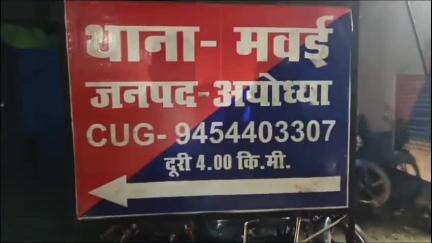 थाना- मवई
जनपद-अयोध्या
CUG- 9454403307
दूरी 4.00 कि.मी.